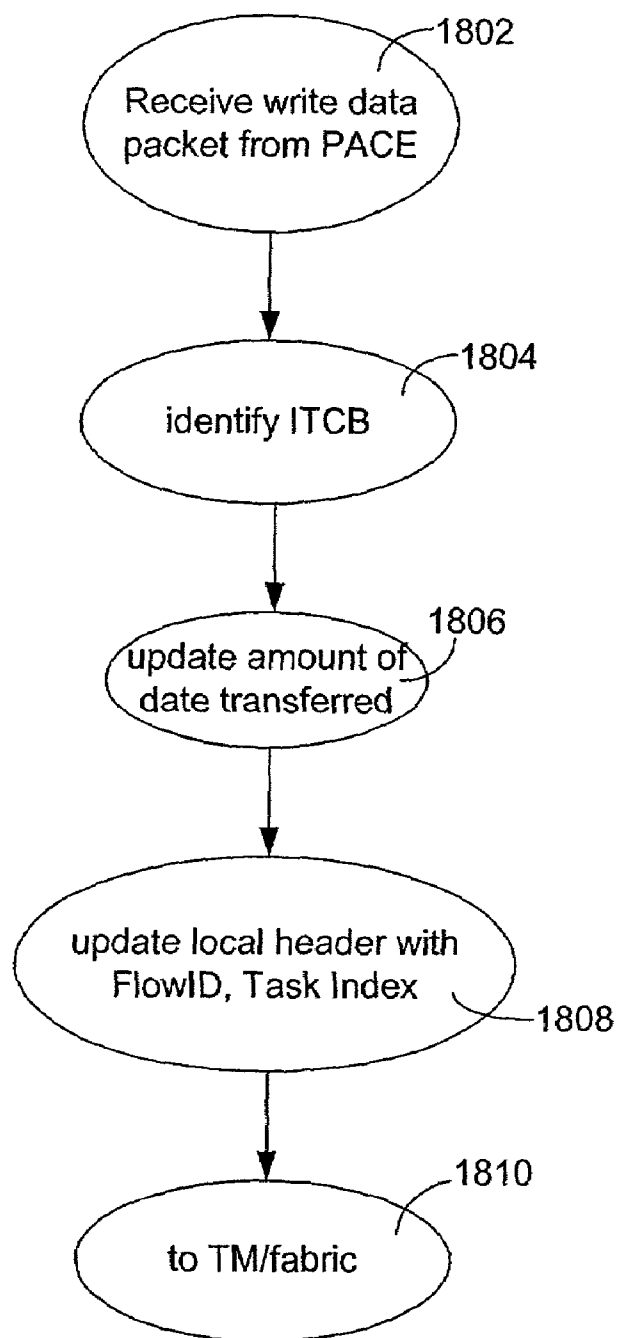 1802
Receive write data
packet from PACE
1804
identify ITCB
1806
update amount of
date transferred
update local header with
FlowID, Task Index
1808
1810
to TM/fabric